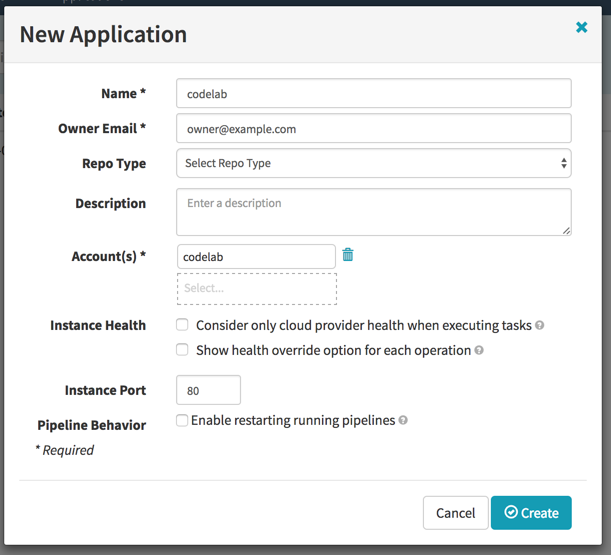 New Application
Name *
codelab
Owner Email *
owner@example.com
Repo Type
Select Repo Type
Description
Enter a description
Account(s) *
codelab
Select...
Instance Health
Consider only cloud provider health when executing tasks ?
Show health override option for each operation ?
Instance Port
80
Pipeline Behavior
Enable restarting running pipelines ?
* Required
Cancel
Create